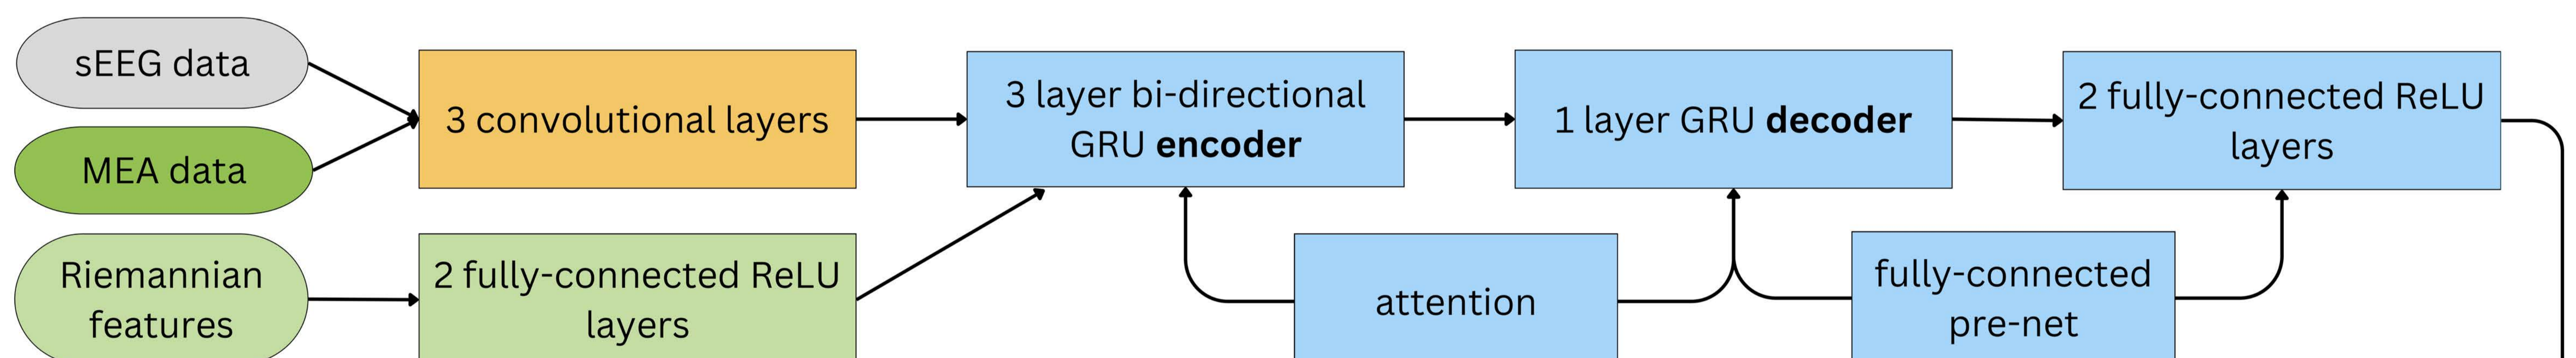 sEEG data
MEA data
Riemannian
features
3 convolutional layers
2 fully-connected ReLU
layers
3 layer bi-directional
GRU encoder
1 layer GRU decoder
2 fully-connected ReLU
layers
attention
fully-connected
pre-net